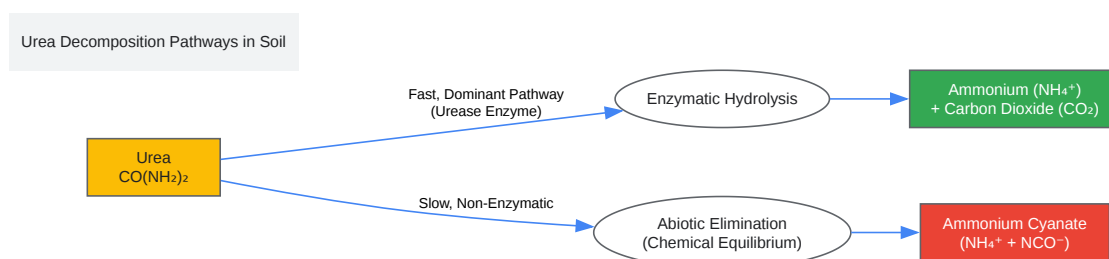 Urea Decomposition Pathways in Soil
Fast, Dominant Pathway
(Urease Enzyme)
Enzymatic Hydrolysis
Ammonium (NH₄⁺)
+ Carbon Dioxide (CO₂)
Urea
CO(NH₂)₂
Slow, Non-Enzymatic
Abiotic Elimination
(Chemical Equilibrium)
Ammonium Cyanate
(NH₄⁺ + NCO⁻)